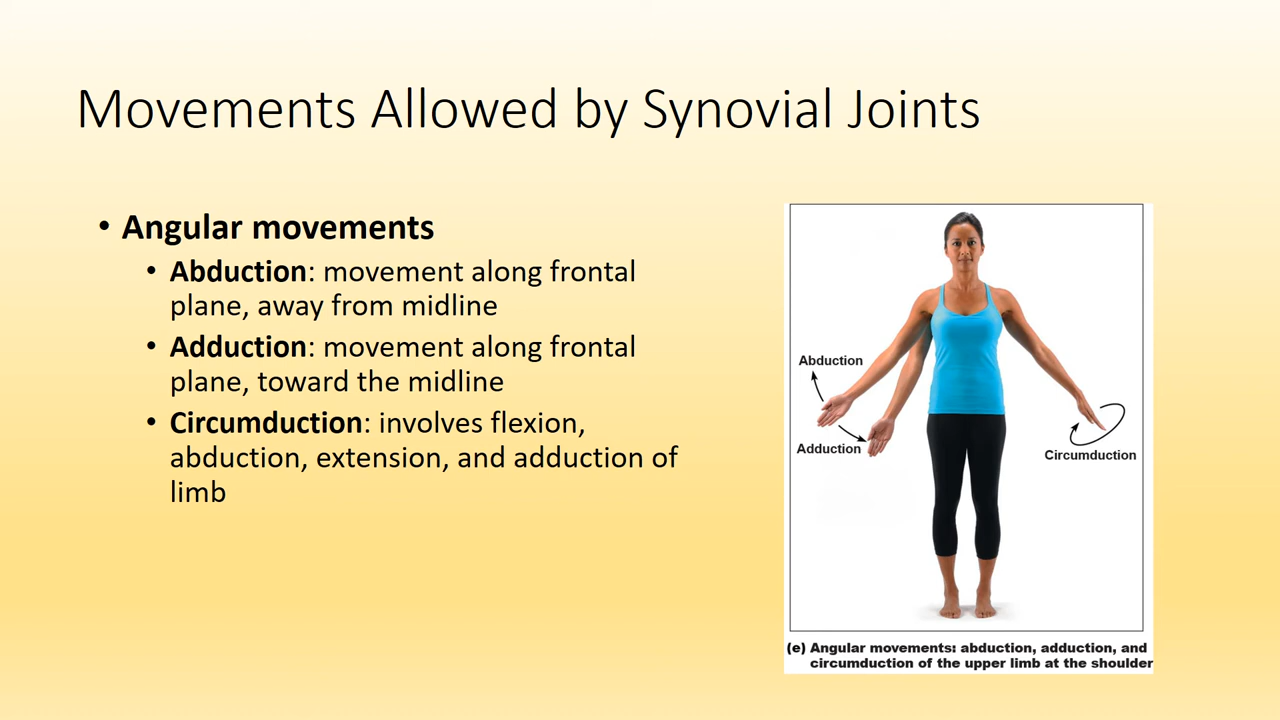 Movements Allowed by Synovial Joints
• Angular movements
• Abduction: movement along frontal
plane, away from midline
• Adduction: movement along frontal
plane, toward the midline
• Circumduction: involves flexion,
abduction, extension, and adduction of
limb
Abduction
Adduction
Circumduction
(e) Angular movements: abduction, adduction, and
circumduction of the upper limb at the shoulder